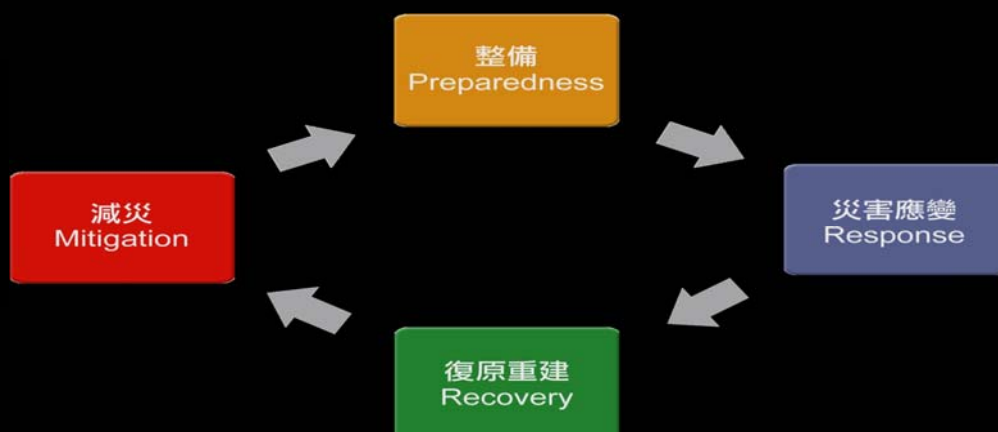 整備
Preparedness
減災
Mitigation
災害應變
Response
復原重建
Recovery